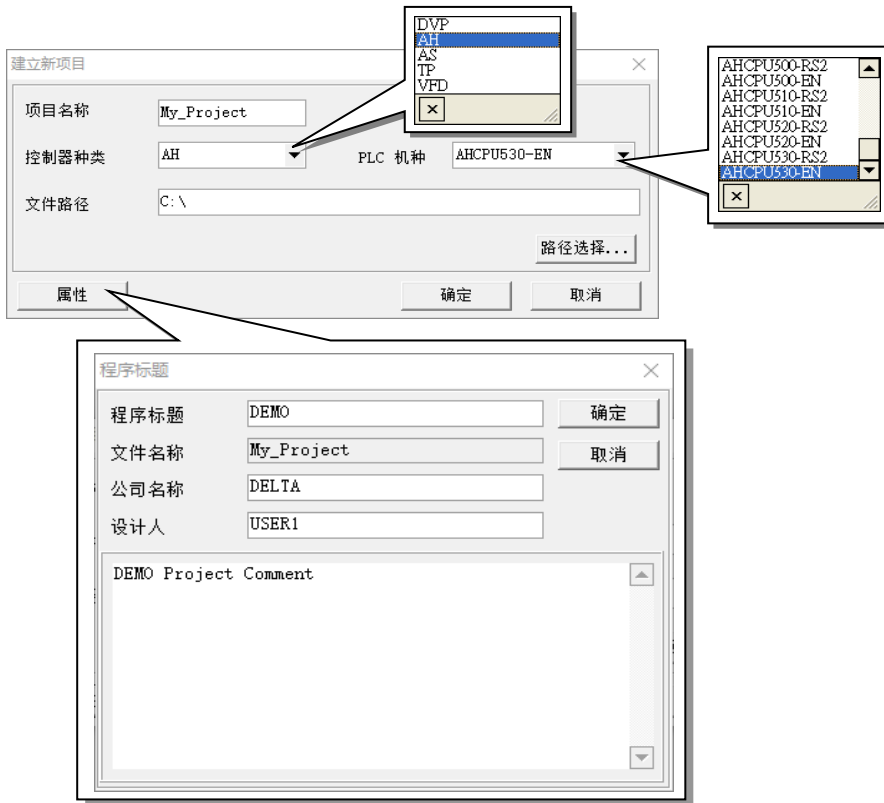 DVP
AH
AS
TP
VFD
建立新项目
项目名称 My_Project
控制器种类 AH PLC 机种 AHCPU530-EN
文件路径 C:\
路径选择...
属性 确定 取消
AHCPU500-RS2
AHCPU500-EN
AHCPU510-RS2
AHCPU510-EN
AHCPU520-RS2
AHCPU520-EN
AHCPU530-RS2
AHCPU530-EN
程序标题
程序标题 DEMO 确定
文件名称 My_Project 取消
公司名称 DELTA
设计人 USER1
DEMO Project Comment